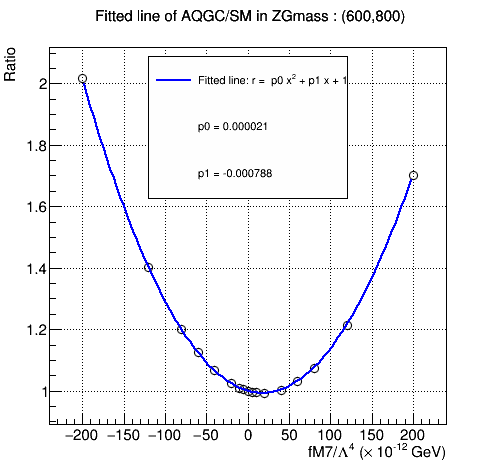 Fitted line of AQGC/SM in ZGmass : (600,800)
Ratio
Fitted line: r =  p0 x² + p1 x + 1
p0 = 0.000021
p1 = -0.000788
2
1.8
1.6
1.4
1.2
1
−200 −150 −100 −50 0 50 100 150 200
fM7/Λ⁴ (× 10⁻¹² GeV)